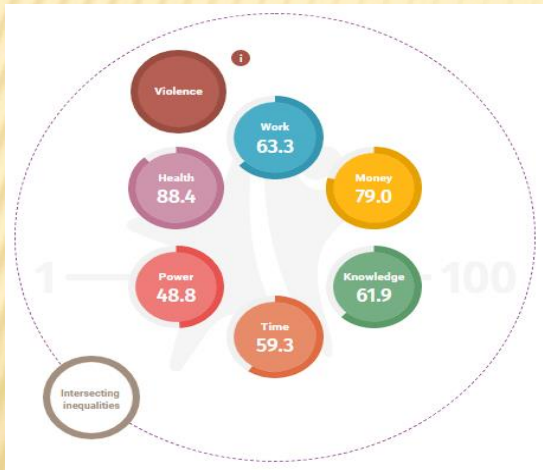 Violence
i
Work
63.3
Health
88.4
Money
79.0
1
100
Power
48.8
Knowledge
61.9
Time
59.3
Intersecting
inequalities